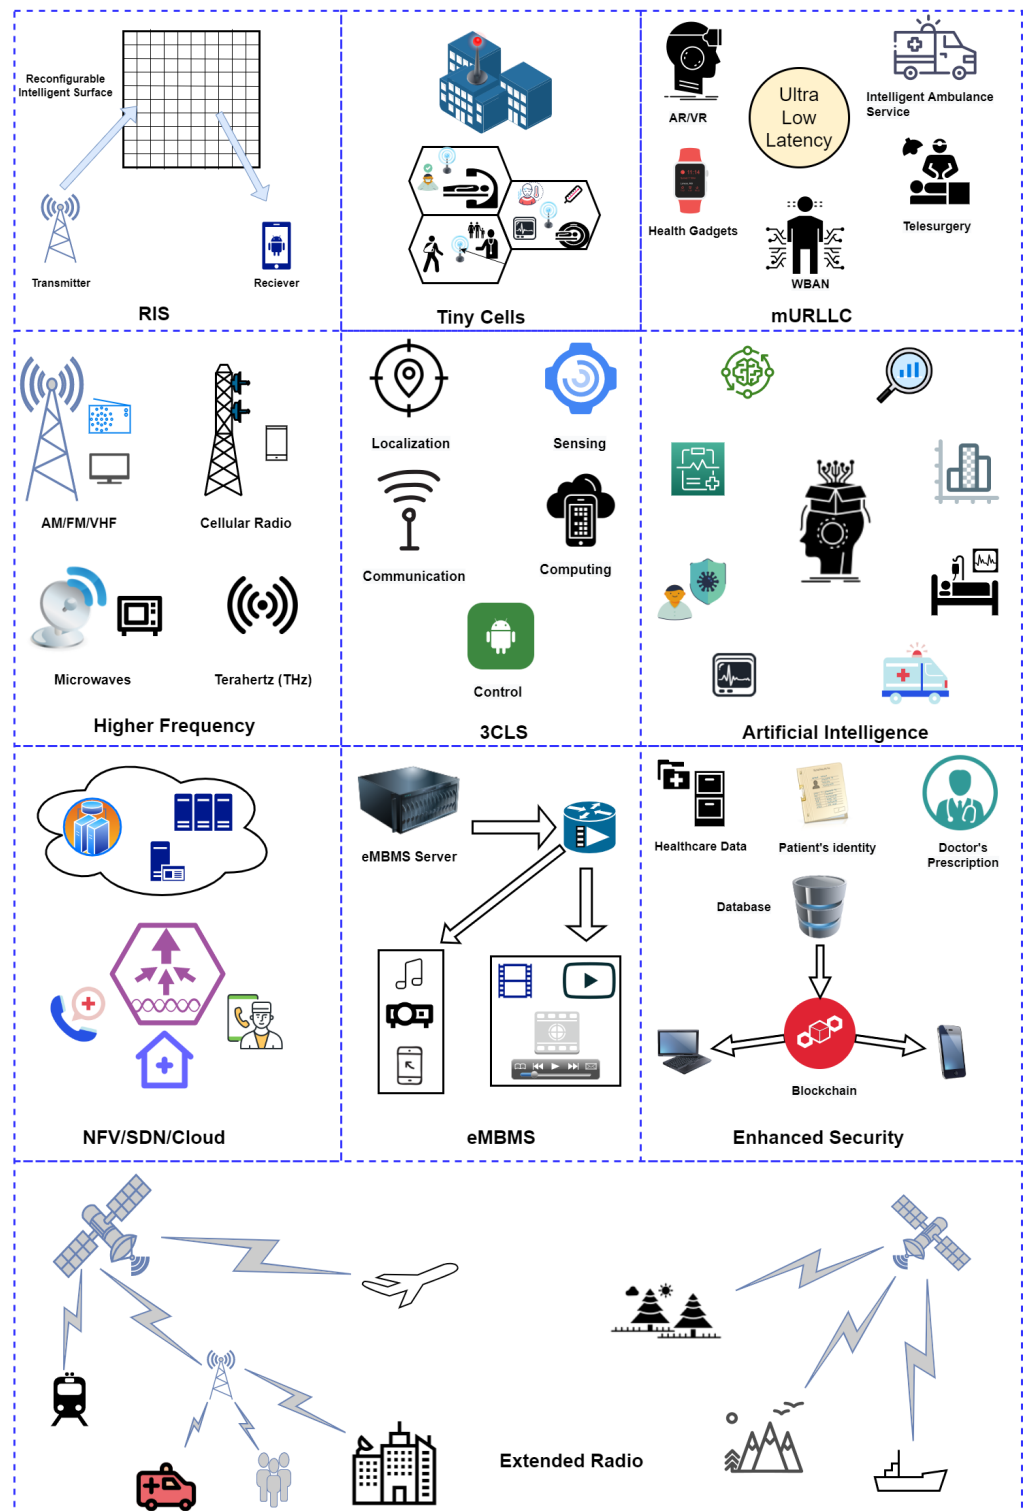 Reconfigurable
Intelligent Surface
Transmitter
Reciever
RIS
Tiny Cells
AR/VR
Ultra
Low
Latency
Intelligent Ambulance
Service
11:14
Health Gadgets
WBAN
Telesurgery
mURLLC
AM/FM/VHF
Cellular Radio
Microwaves
Terahertz (THz)
Higher Frequency
Localization
Sensing
Communication
Computing
Control
3CLS
Artificial Intelligence
NFV/SDN/Cloud
eMBMS Server
eMBMS
Healthcare Data
Patient's identity
Doctor's
Prescription
Database
Blockchain
Enhanced Security
Extended Radio